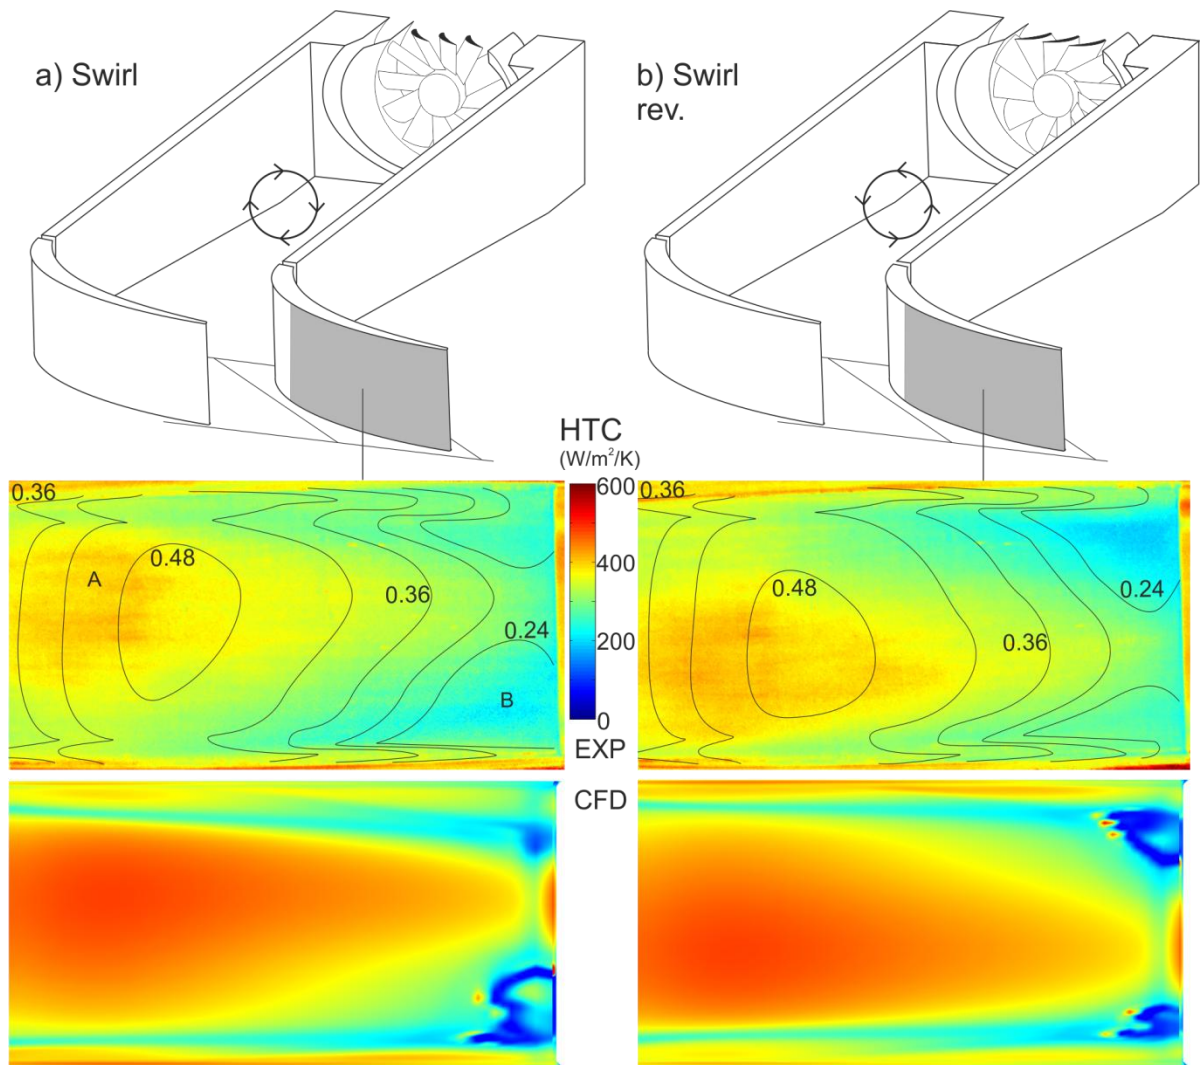 a) Swirl
b) Swirl
rev.
HTC
(W/m²/K)
0.36
0.48
A
0.36
0.24
B
600
400
200
0
EXP
0.36
0.48
0.24
0.36
CFD